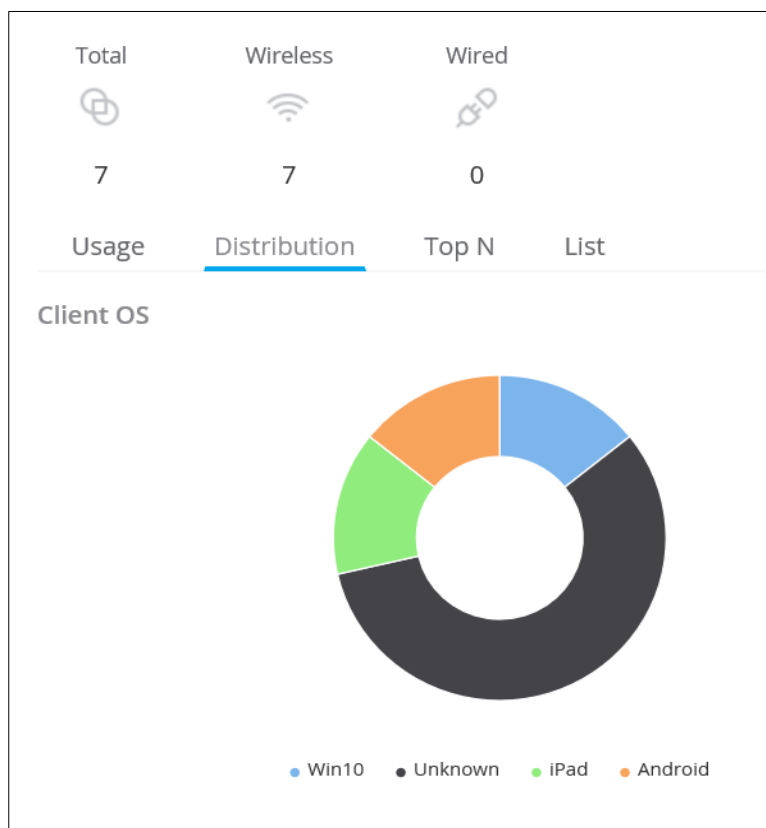 Total Wireless Wired
7 7 0
Usage Distribution Top N List
Client OS
Win10 Unknown iPad Android